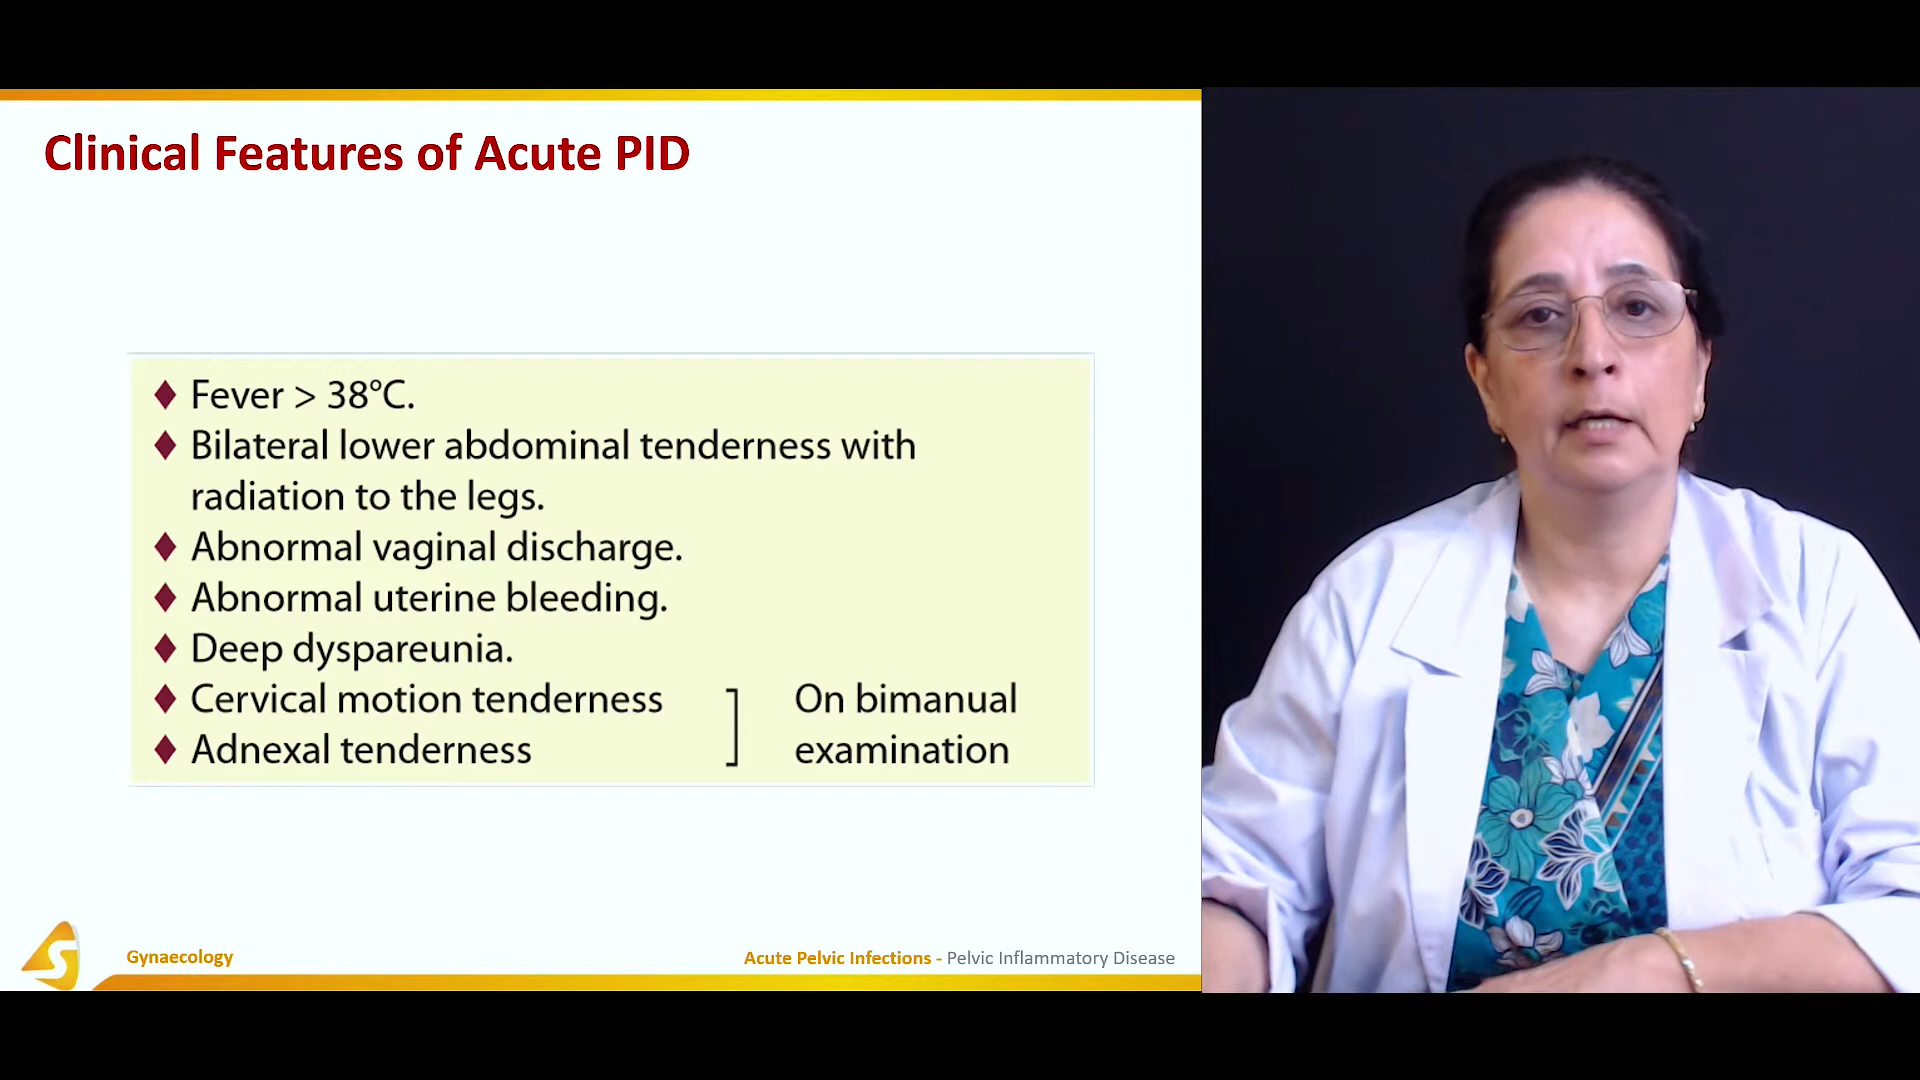 Clinical Features of Acute PID
♦ Fever > 38°C.
♦ Bilateral lower abdominal tenderness with
radiation to the legs.
♦ Abnormal vaginal discharge.
♦ Abnormal uterine bleeding.
♦ Deep dyspareunia.
♦ Cervical motion tenderness ] On bimanual
♦ Adnexal tenderness examination
S
Gynaecology
Acute Pelvic Infections - Pelvic Inflammatory Disease